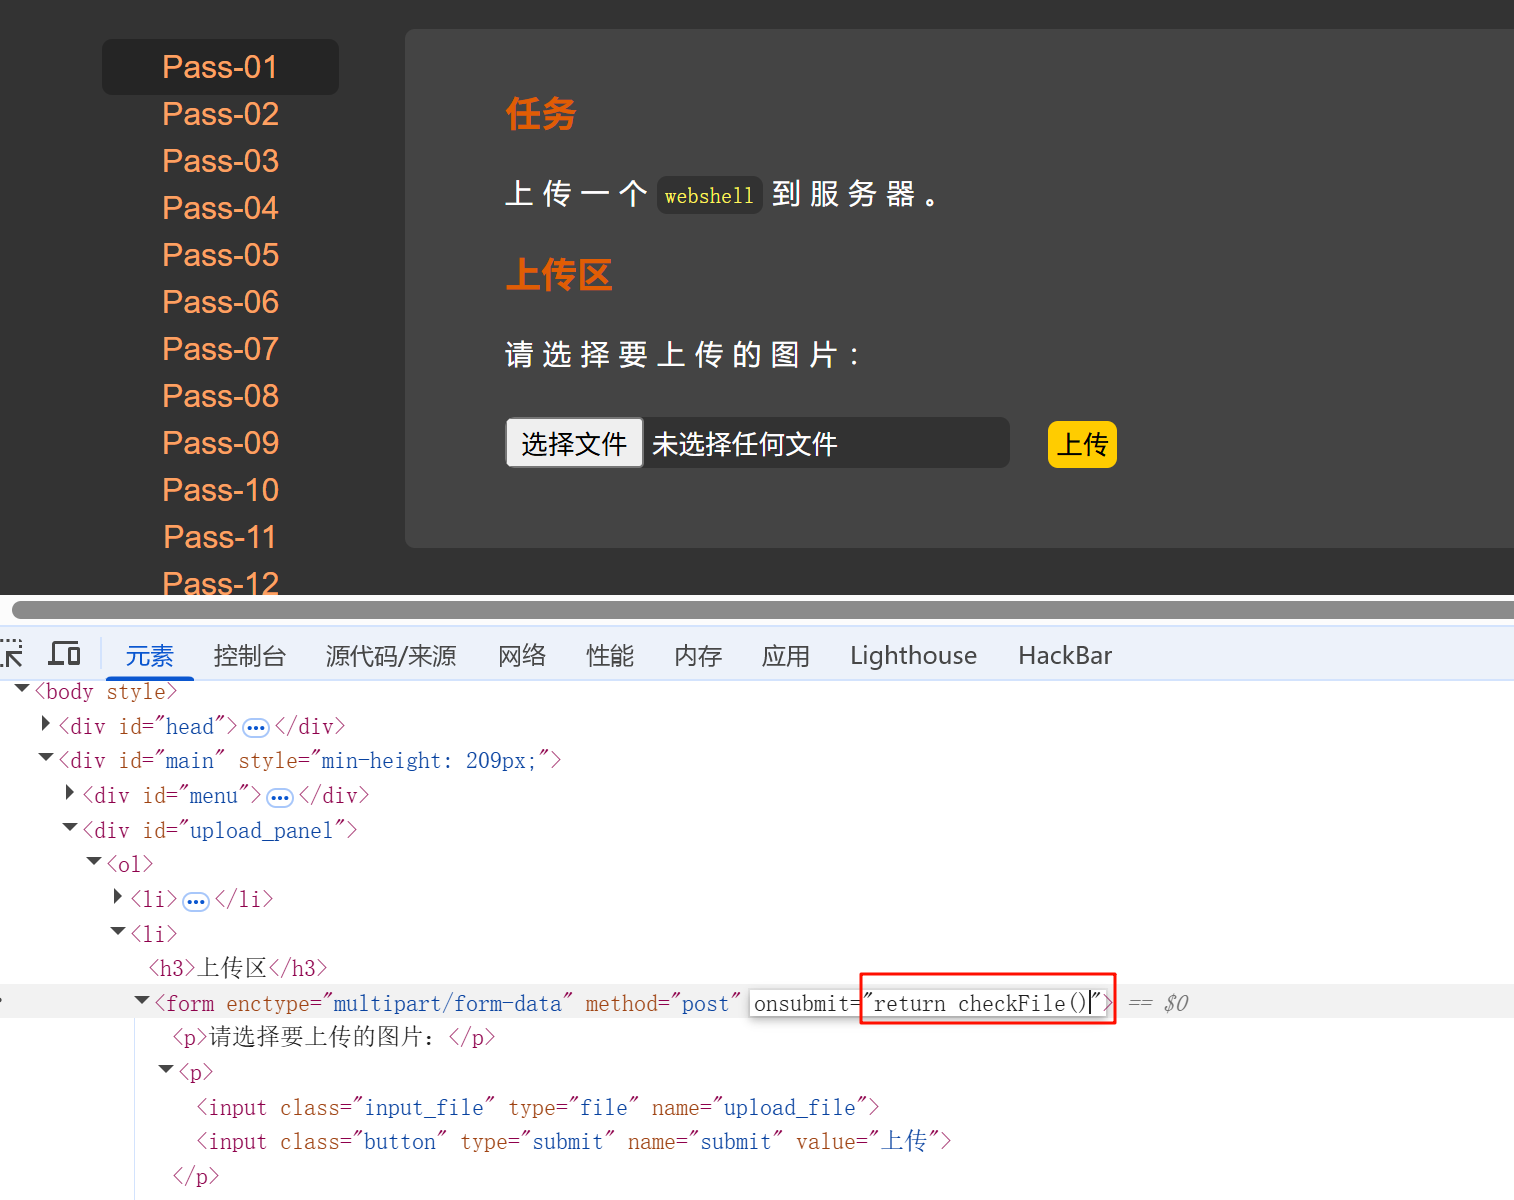 Pass-01
Pass-02
Pass-03
Pass-04
Pass-05
Pass-06
Pass-07
Pass-08
Pass-09
Pass-10
Pass-11
Pass-12
任务
上传一个 webshell 到服务器。
上传区
请选择要上传的图片：
选择文件 未选择任何文件 上传
元素 控制台 源代码/来源 网络 性能 内存 应用 Lighthouse HackBar
<body style>
<div id="head"> ••• </div>
<div id="main" style="min-height: 209px;">
<div id="menu"> ••• </div>
<div id="upload_panel">
<ol>
<li> ••• </li>
<li>
<h3>上传区</h3>
<form enctype="multipart/form-data" method="post" onsubmit="return checkFile()"> == $0
<p>请选择要上传的图片：</p>
<p>
<input class="input_file" type="file" name="upload_file">
<input class="button" type="submit" name="submit" value="上传">
</p>